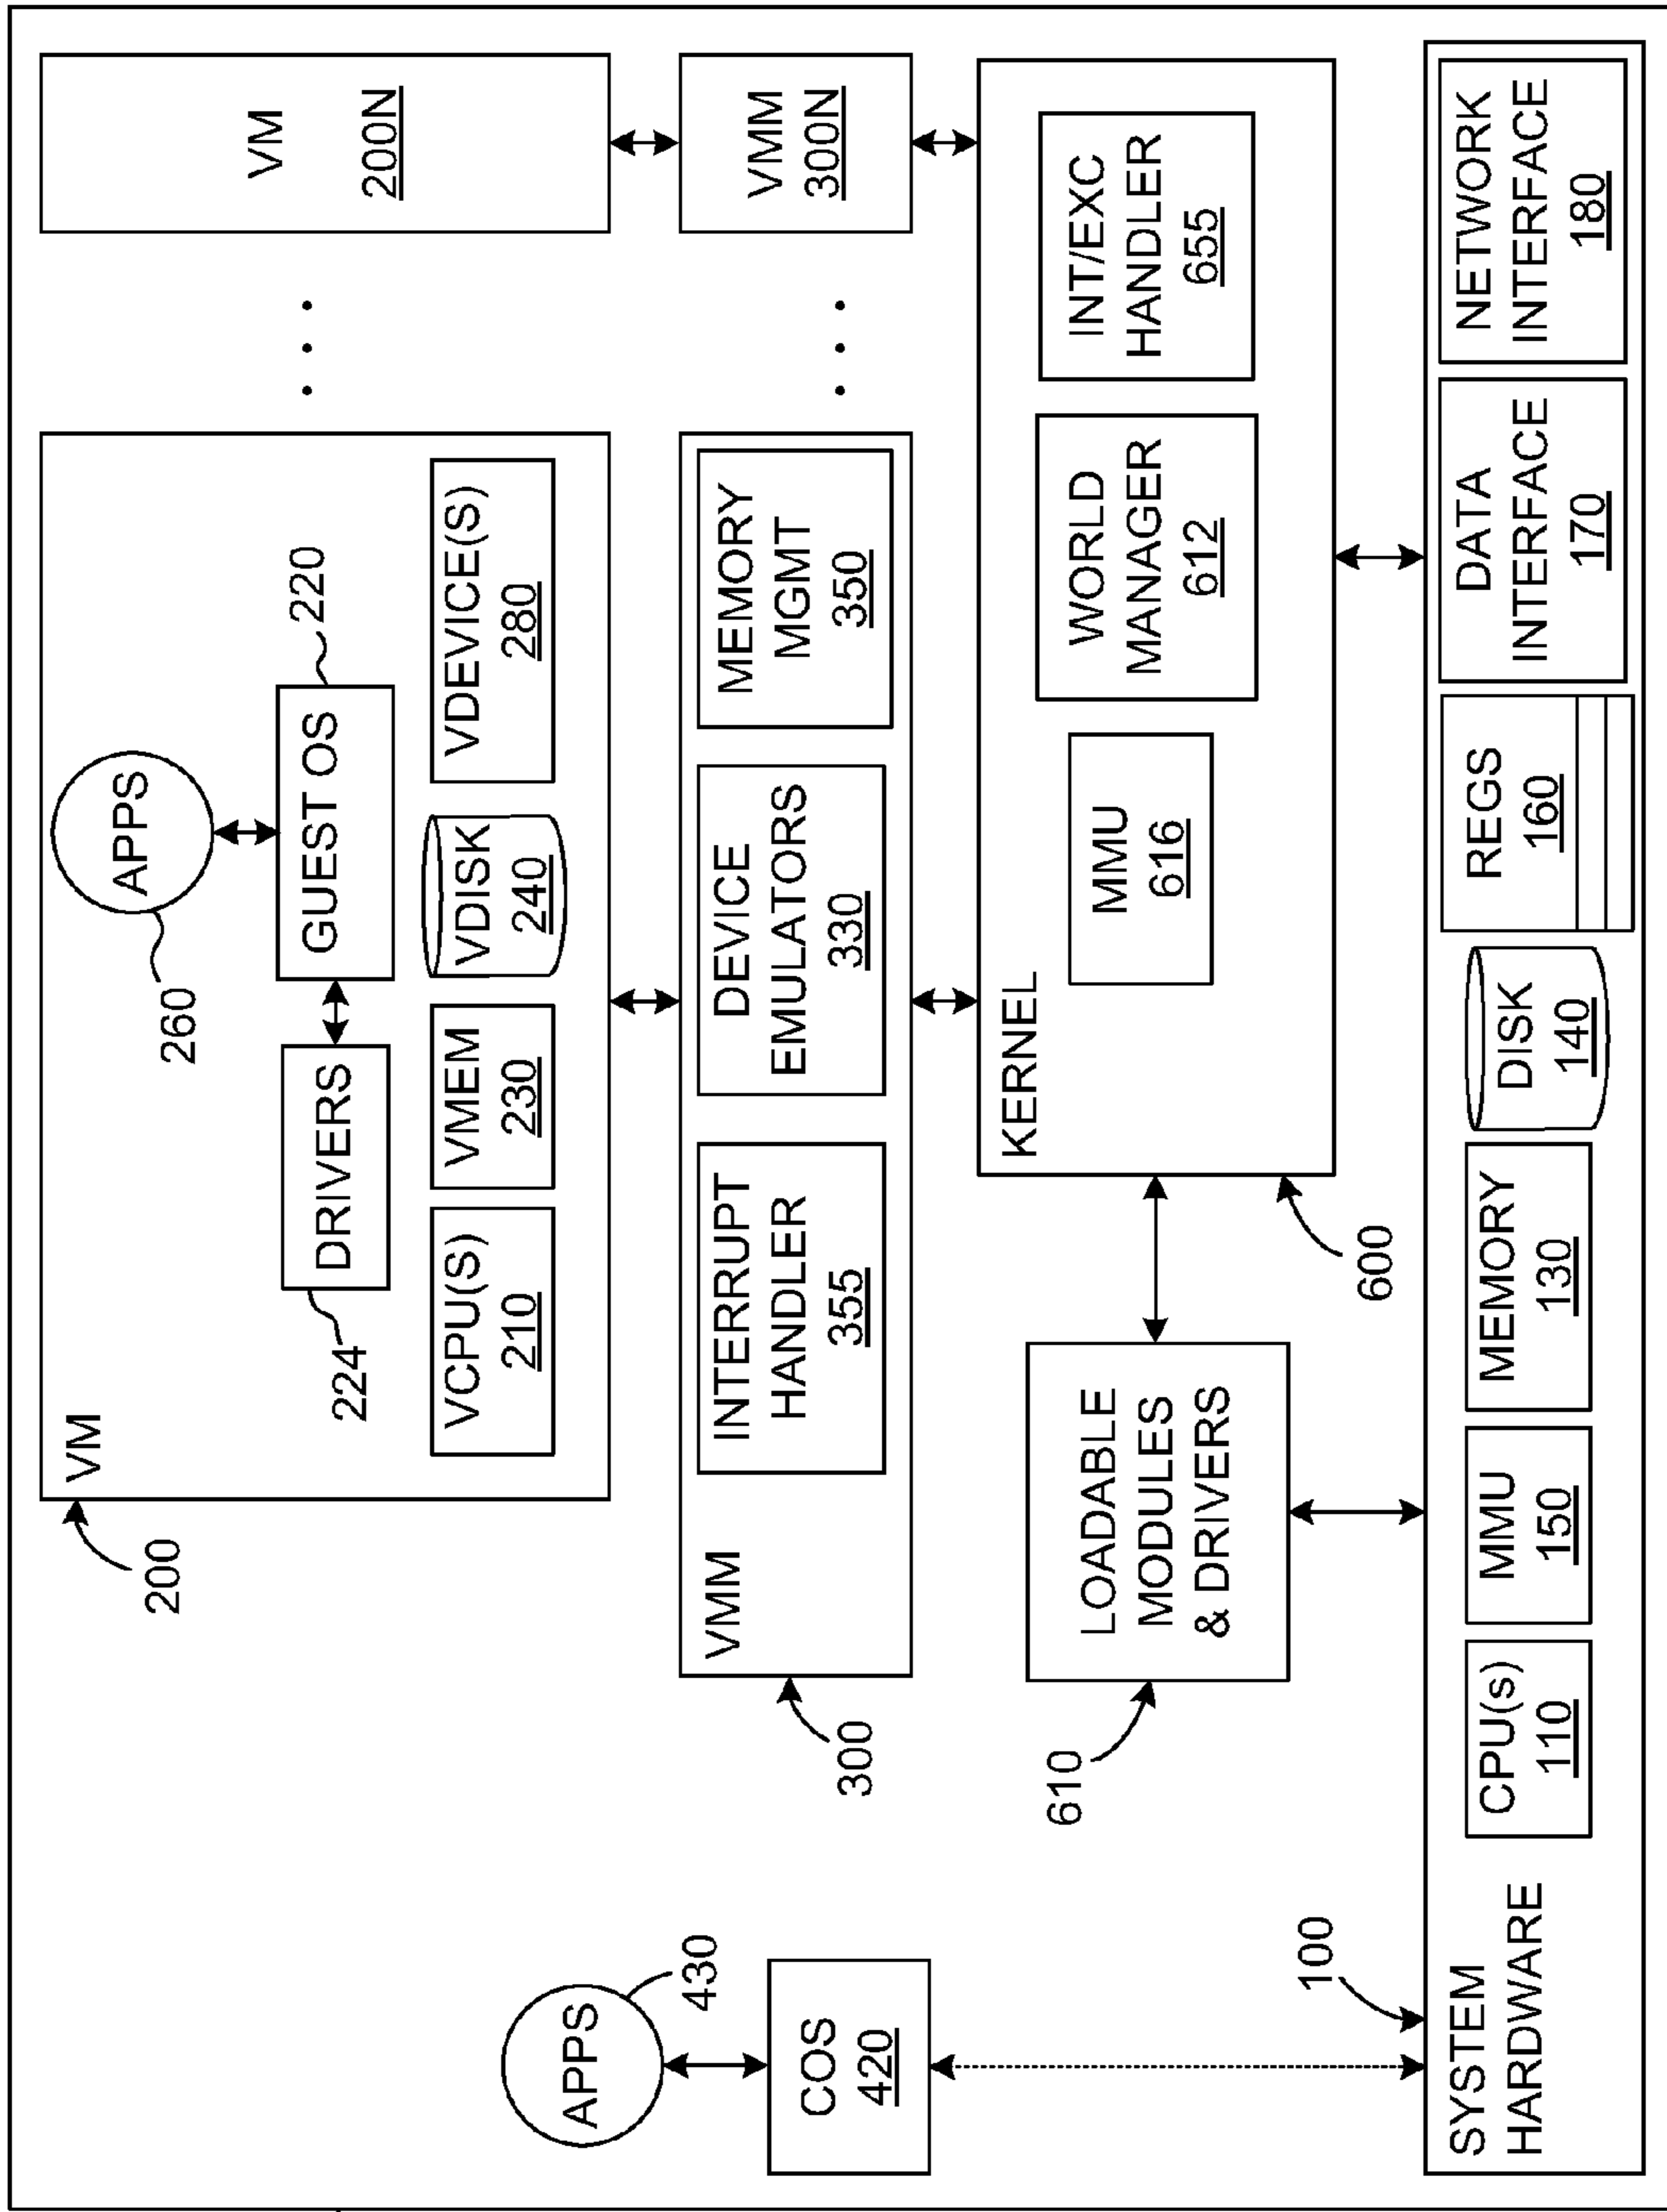 VM
200
APPS
260
GUEST OS
220
DRIVERS
224
VCPU(S)
210
VMEM
230
VDISK
240
VDEVICE(S)
280
VM
200N
VMM
300
INTERRUPT
HANDLER
355
DEVICE
EMULATORS
330
MEMORY
MGMT
350
VMM
300N
APPS
430
COS
420
LOADABLE
MODULES
& DRIVERS
610
KERNEL
600
MMU
616
WORLD
MANAGER
612
INT/EXC
HANDLER
655
SYSTEM
HARDWARE
100
CPU(s)
110
MMU
150
MEMORY
130
DISK
140
REGS
160
DATA
INTERFACE
170
NETWORK
INTERFACE
180